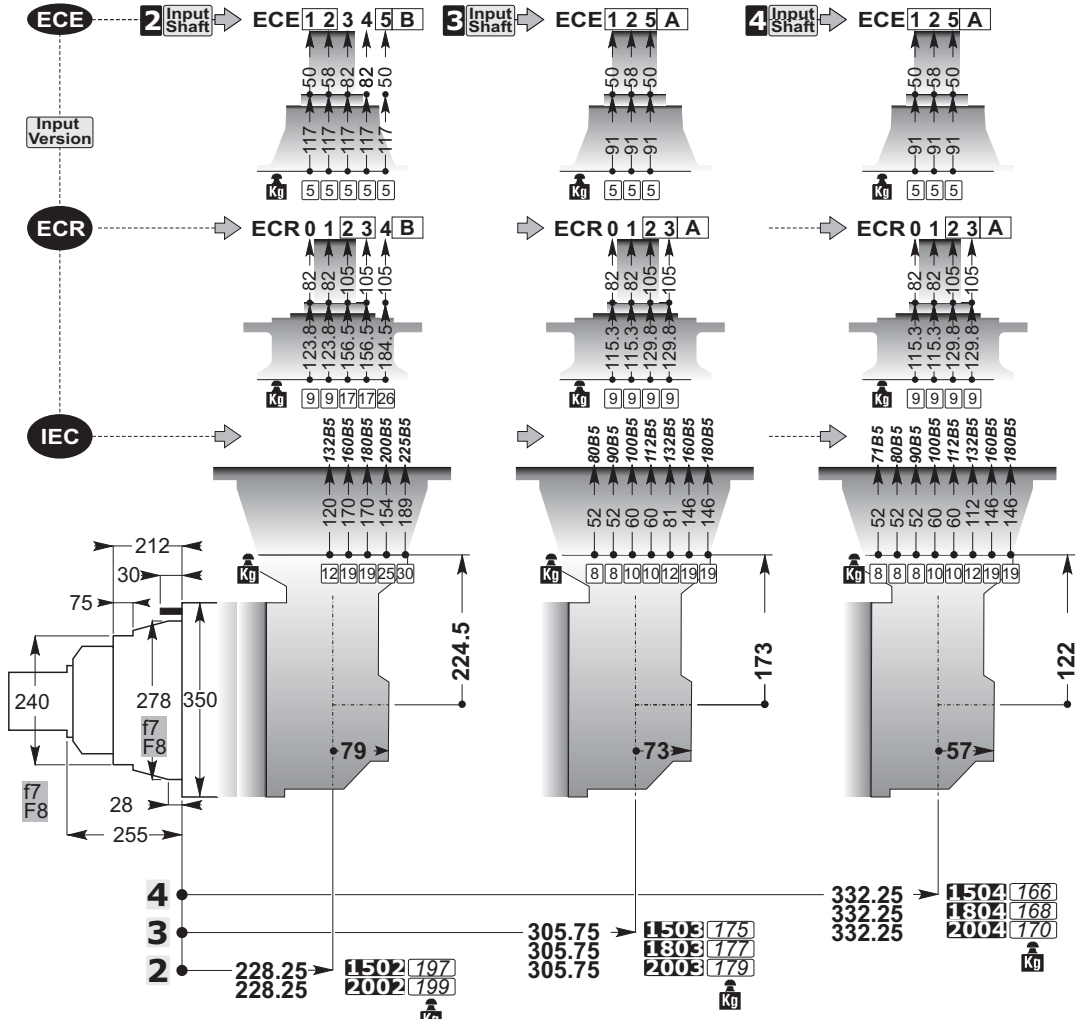 ECE 2 Input Shaft ECE 1 2 3 4 5 B 3 Input Shaft ECE 1 2 5 A 4 Input Shaft ECE 1 2 5 A
50 58 82 82 50 50 58 50 50 58 50
Input Version
117 117 117 117 117 91 91 91 91 91 91
Kg 5 5 5 5 5 Kg 5 5 5 Kg 5 5 5
ECR ECR 0 1 2 3 4 B ECR 0 1 2 3 A ECR 0 1 2 3 A
82 82 105 105 105 82 82 105 105 82 82 105 105
123.8 123.8 156.5 156.5 184.5 115.3 115.3 129.8 129.8 115.3 115.3 129.8 129.8
Kg 9 9 17 17 26 Kg 9 9 9 9 Kg 9 9 9 9
IEC 132B5 160B5 180B5 200B5 225B5 80B5 90B5 100B5 112B5 132B5 160B5 180B5 71B5 80B5 90B5 100B5 112B5 132B5 160B5 180B5
120 170 170 154 189 52 52 60 60 81 146 146 52 52 52 60 60 112 146 146
212
Kg 12 19 19 25 30 Kg 8 8 10 10 12 19 19 Kg 8 8 8 10 10 12 19 19
30
75
224.5 173 122
240 278 350
f7 F8
79 73 57
f7 F8
28
255
4 332.25 1504 166
332.25 1804 168
332.25 2004 170
Kg
3 305.75 1503 175
305.75 1803 177
305.75 2003 179
Kg
2 228.25 1502 197
228.25 2002 199
Kg